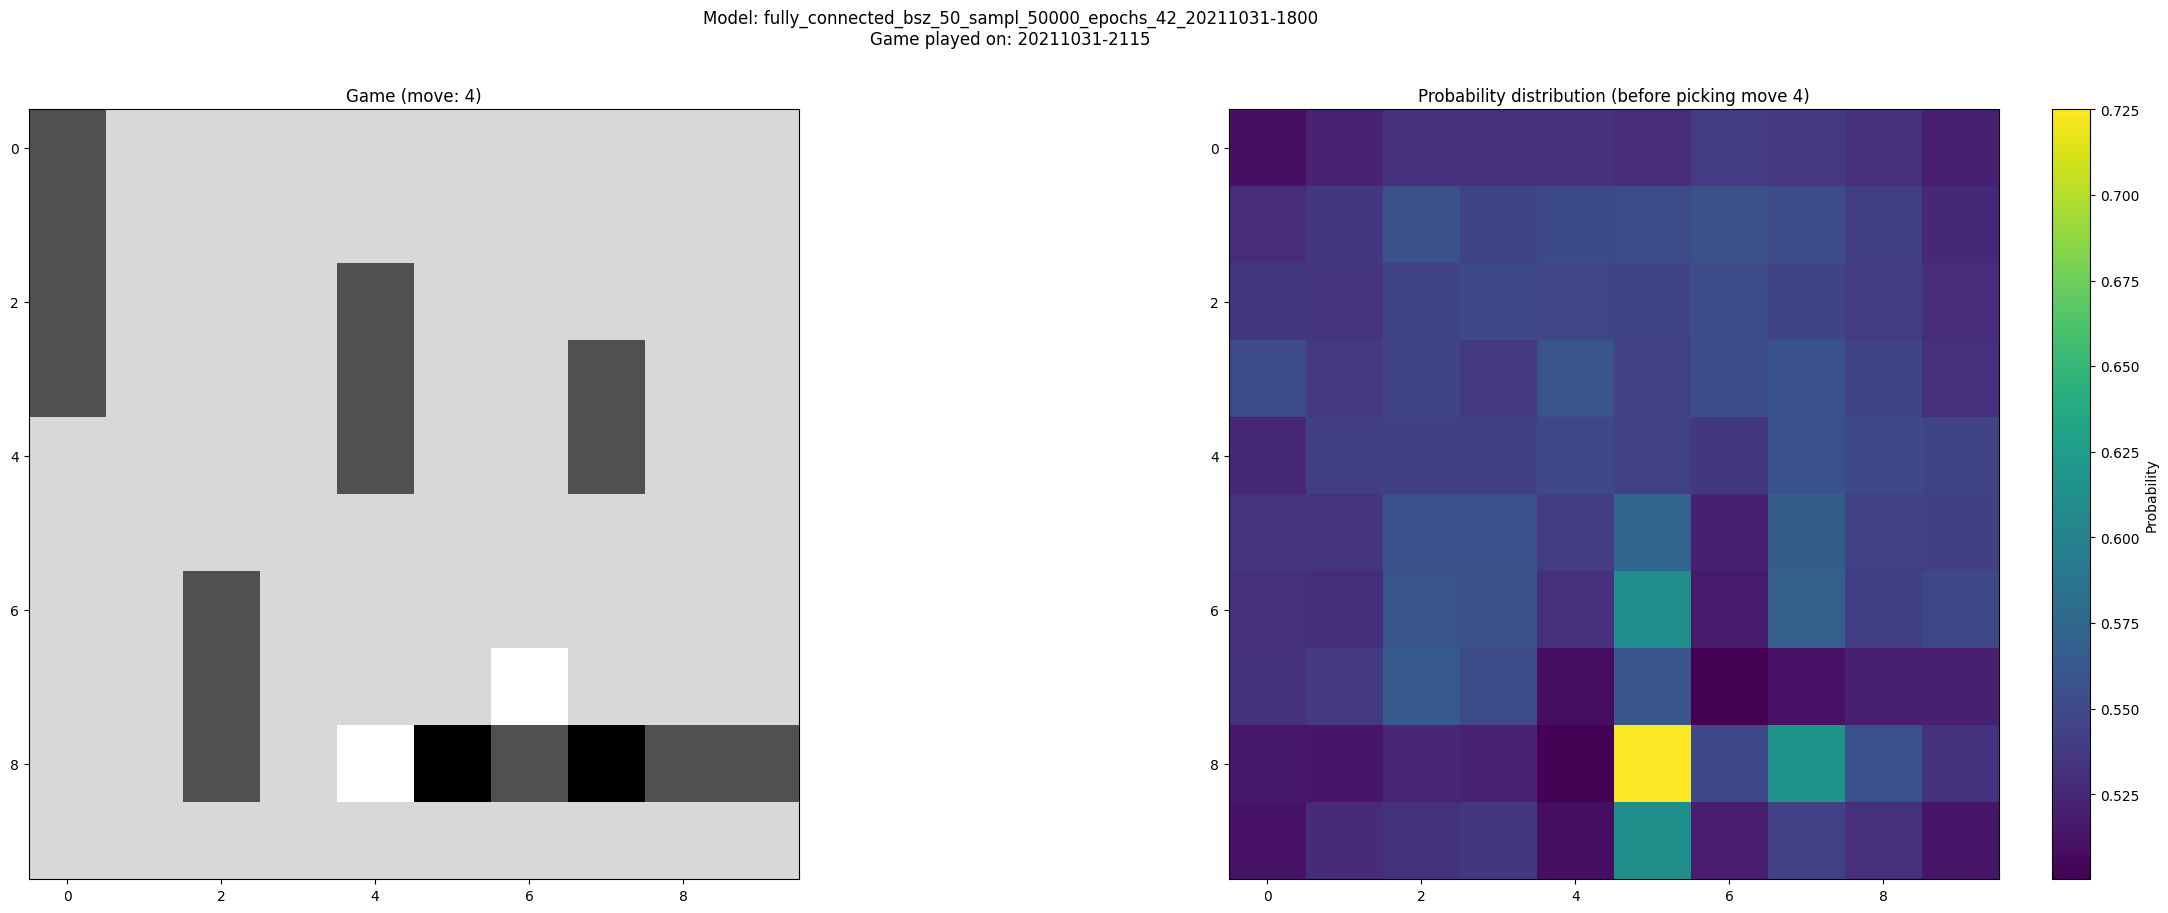 Model: fully_connected_bsz_50_sampl_50000_epochs_42_20211031-1800
Game played on: 20211031-2115
Game (move: 4)
0
2
4
6
8
0 2 4 6 8
Probability distribution (before picking move 4)
0
2
4
6
8
0 2 4 6 8
0.725
0.700
0.675
0.650
0.625
0.600
0.575
0.550
0.525
Probability